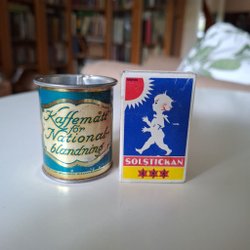 Kaffemått
för
National-
blandning
SOLSTICKAN